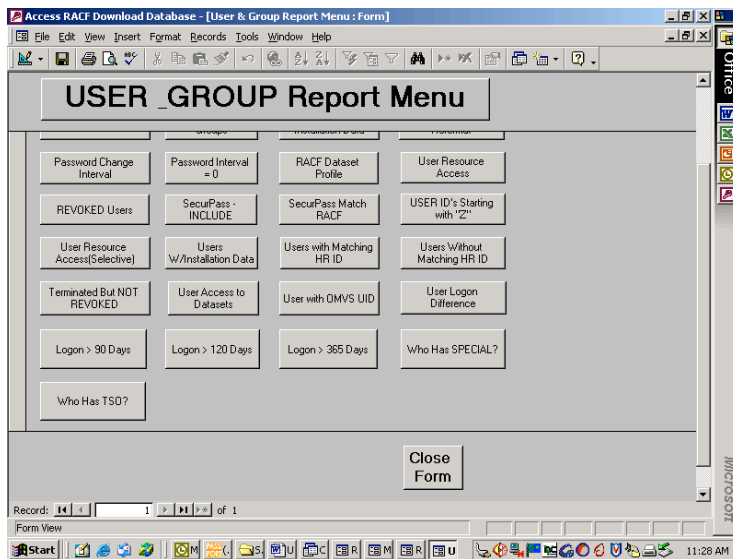 Access RACF Download Database - [User & Group Report Menu : Form]
File Edit View Insert Format Records Tools Window Help
USER _GROUP Report Menu
Groups Installation Data
Password Change
Interval
Password Interval
= 0
RACF Dataset
Profile
User Resource
Access
REVOKED Users
SecurPass -
INCLUDE
SecurPass Match
RACF
USER ID's Starting
with "Z"
User Resource
Access(Selective)
Users
W/Installation Data
Users with Matching
HR ID
Users Without
Matching HR ID
Terminated But NOT
REVOKED
User Access to
Datasets
User with OMVS UID
User Logon
Difference
Logon > 90 Days
Logon > 120 Days
Logon > 365 Days
Who Has SPECIAL?
Who Has TSO?
Close
Form
Record: 1 of 1
Form View
Start
M
(.
S.
U
C
R
M
R
U
11:28 AM
Office
Microsoft